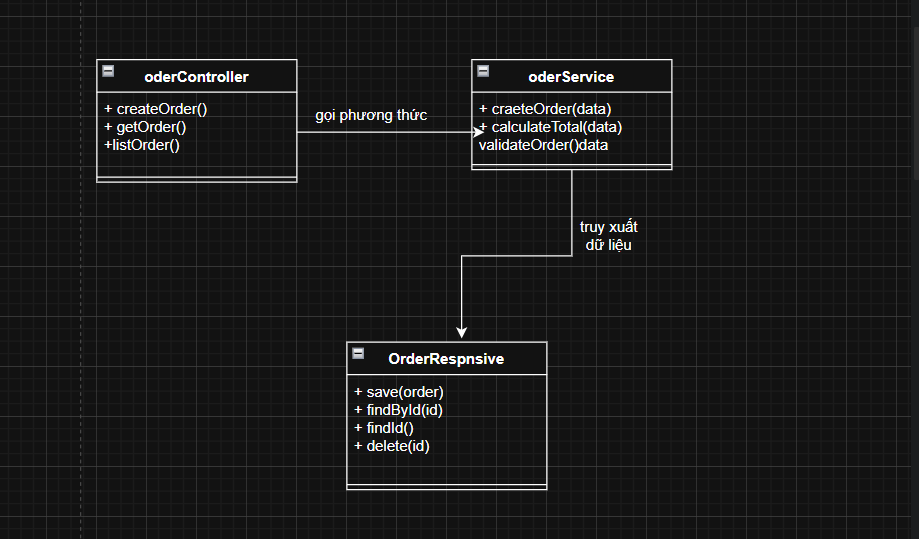 oderController
+ createOrder()
+ getOrder()
+listOrder()
gọi phương thức
oderService
+ craeteOrder(data)
+ calculateTotal(data)
validateOrder()data
truy xuất
dữ liệu
OrderRespnsive
+ save(order)
+ findById(id)
+ findId()
+ delete(id)